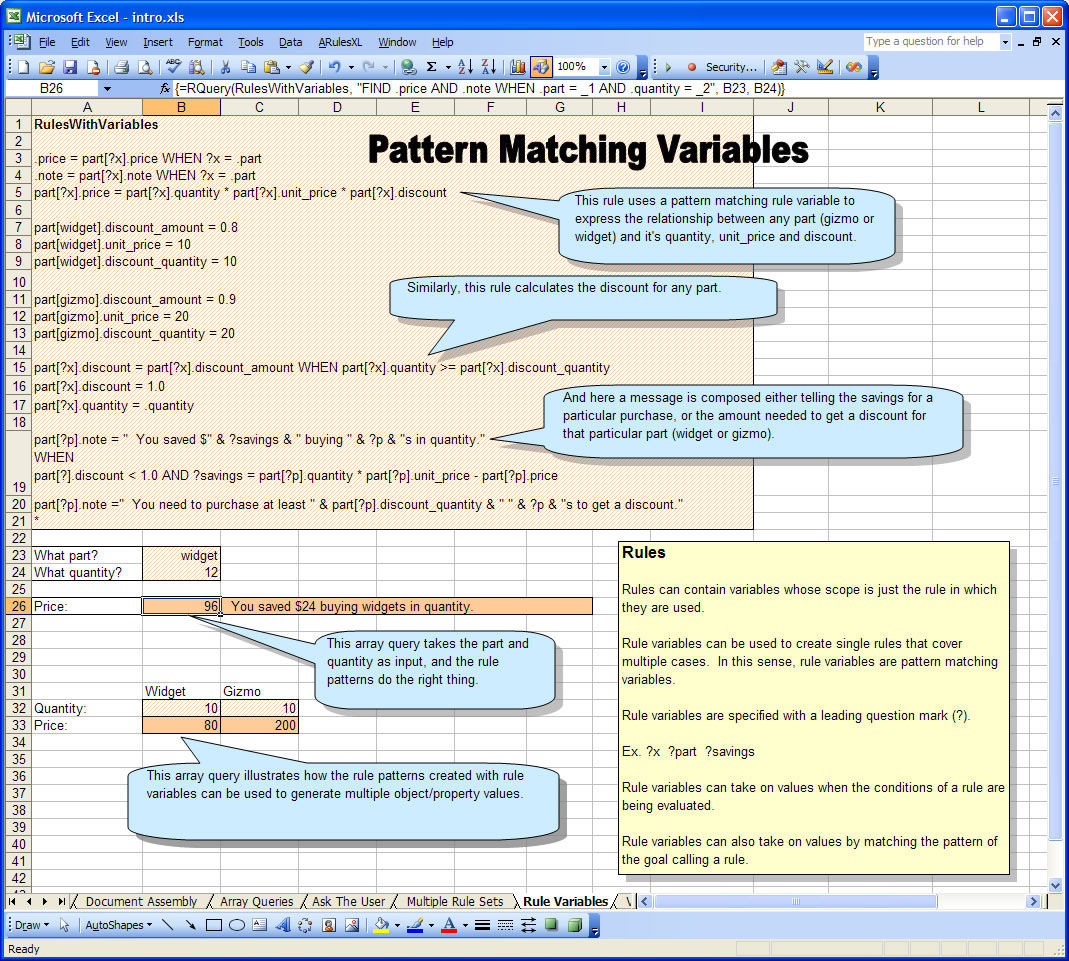 Microsoft Excel - intro.xls
File Edit View Insert Format Tools Data ARulesXL Window Help
Type a question for help
100%
Security...
B26
fx {=RQuery(RulesWithVariables, "FIND .price AND .note WHEN .part = _1 AND .quantity = _2", B23, B24)}
A B C D E F G H I J K L
1 RulesWithVariables
Pattern Matching Variables
2
3 .price = part[?x].price WHEN ?x = .part
4 .note = part[?x].note WHEN ?x = .part
5 part[?x].price = part[?x].quantity * part[?x].unit_price * part[?x].discount
This rule uses a pattern matching rule variable to
express the relationship between any part (gizmo or
widget) and it's quantity, unit_price and discount.
6
7 part[widget].discount_amount = 0.8
8 part[widget].unit_price = 10
9 part[widget].discount_quantity = 10
10
Similarly, this rule calculates the discount for any part.
11 part[gizmo].discount_amount = 0.9
12 part[gizmo].unit_price = 20
13 part[gizmo].discount_quantity = 20
14
15 part[?x].discount = part[?x].discount_amount WHEN part[?x].quantity >= part[?x].discount_quantity
16 part[?x].discount = 1.0
17 part[?x].quantity = .quantity
18
And here a message is composed either telling the savings for a
particular purchase, or the amount needed to get a discount for
that particular part (widget or gizmo).
part[?p].note = "  You saved $" & ?savings & " buying " & ?p & "s in quantity."
WHEN
part[?].discount < 1.0 AND ?savings = part[?p].quantity * part[?p].unit_price - part[?p].price
19
20 part[?p].note ="  You need to purchase at least " & part[?p].discount_quantity & " " & ?p & "s to get a discount."
21 *
22
23 What part? widget
24 What quantity? 12
25
26 Price: 96 You saved $24 buying widgets in quantity.
27
28
29
30
This array query takes the part and
quantity as input, and the rule
patterns do the right thing.
31 Widget Gizmo
32 Quantity: 10 10
33 Price: 80 200
34
35
36
37
38
39
40
41
42
This array query illustrates how the rule patterns created with rule
variables can be used to generate multiple object/property values.
Rules
Rules can contain variables whose scope is just the rule in which
they are used.
Rule variables can be used to create single rules that cover
multiple cases.  In this sense, rule variables are pattern matching
variables.
Rule variables are specified with a leading question mark (?).
Ex. ?x  ?part  ?savings
Rule variables can take on values when the conditions of a rule are
being evaluated.
Rule variables can also take on values by matching the pattern of
the goal calling a rule.
Document Assembly Array Queries Ask The User Multiple Rule Sets Rule Variables
Draw AutoShapes
Ready